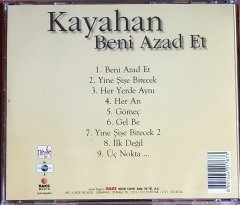 Kayahan
Beni Azad Et
1. Beni Azad Et
2. Yine Şişe Bitecek
3. Her Yerde Aynı
4. Her An
5. Gömeç
6. Gel Be
7. Yine Şişe Bitecek 2
8. İlk Değil
9. Üç Nokta ...
RAKS